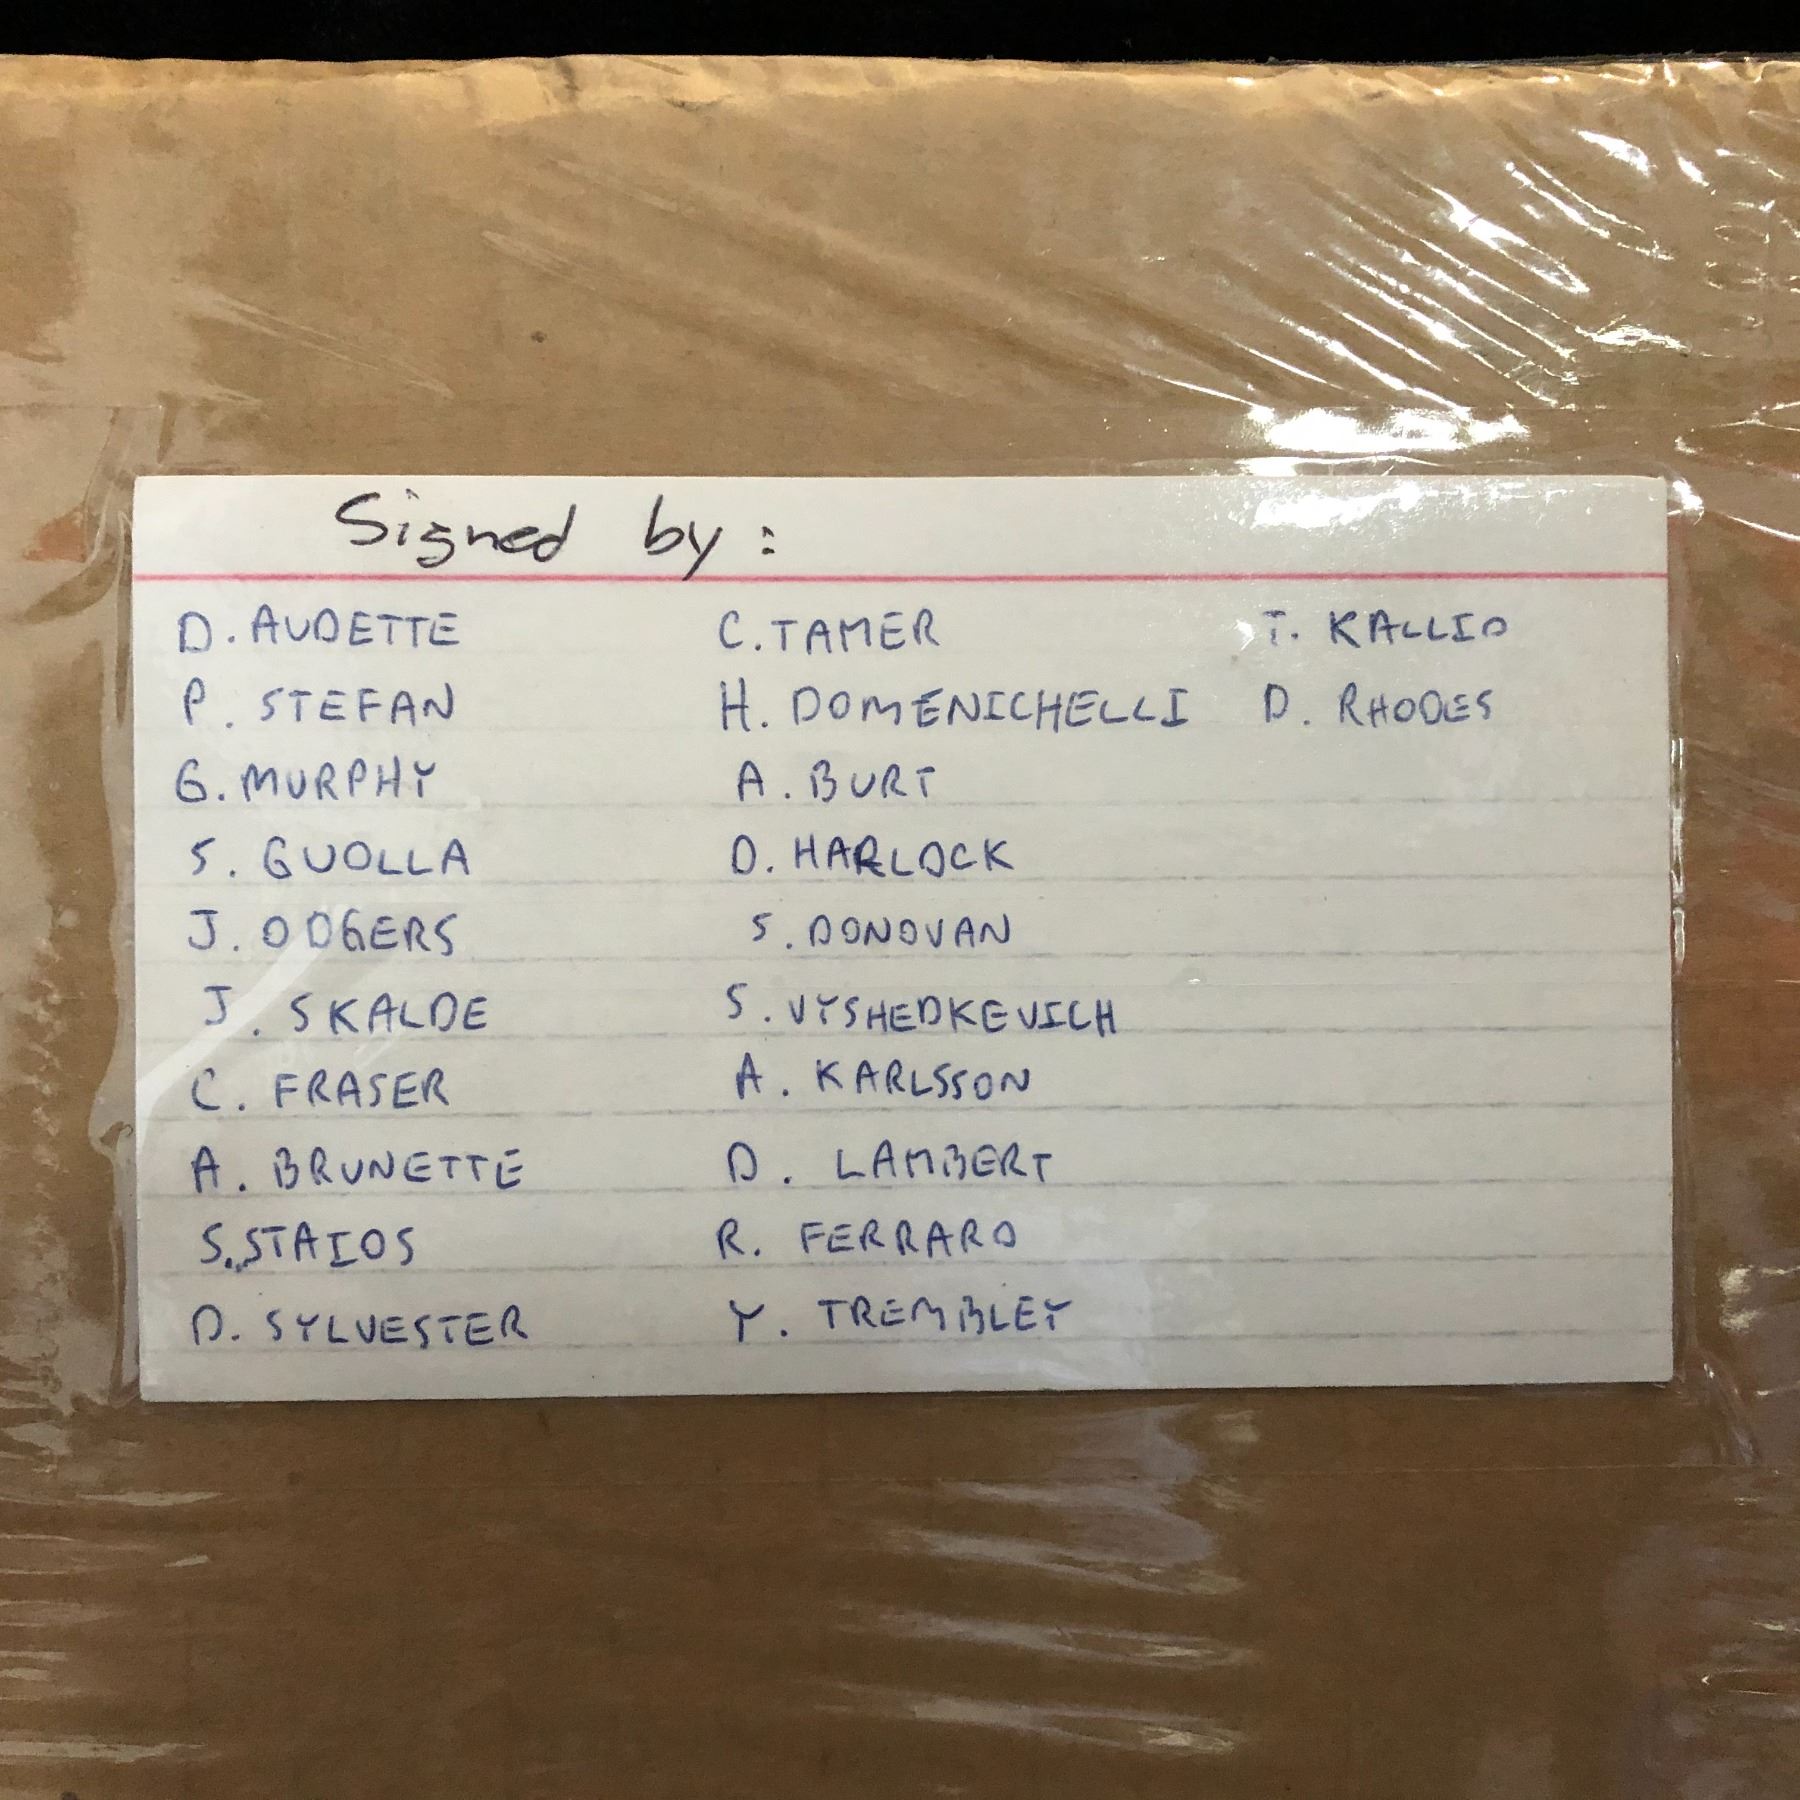 Signed by:
D. AUDETTE
P. STEFAN
G. MURPHY
S. GUOLLA
J. ODGERS
J. SKALDE
C. FRASER
A. BRUNETTE
S. STAIOS
D. SYLVESTER
C. TAMER
H. DOMENICHELLI
A. BURT
D. HARLOCK
S. DONOVAN
S. VYSHEDKEVICH
A. KARLSSON
D. LAMBERT
R. FERRARO
Y. TREMBLEY
T. KALLIO
D. RHODES